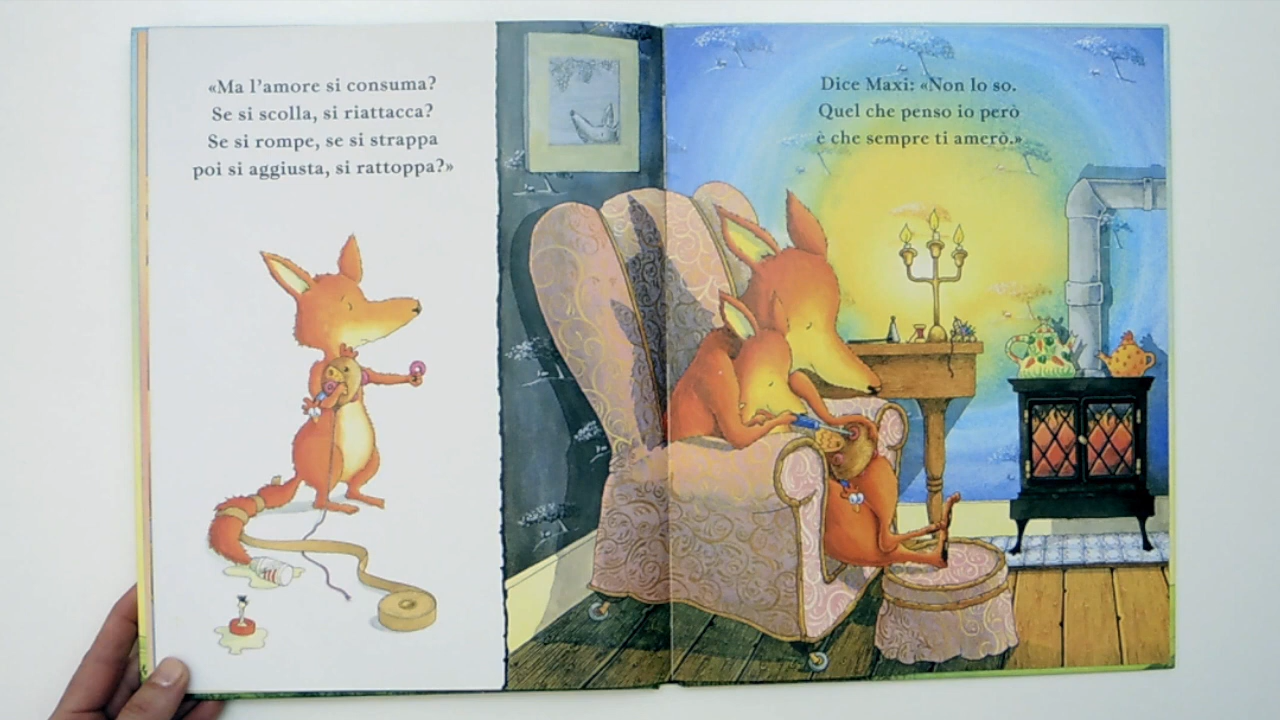 «Ma l'amore si consuma?
Se si scolla, si riattacca?
Se si rompe, se si strappa
poi si aggiusta, si rattoppa?»
Dice Maxi: «Non lo so.
Quel che penso io però
è che sempre ti amerò.»